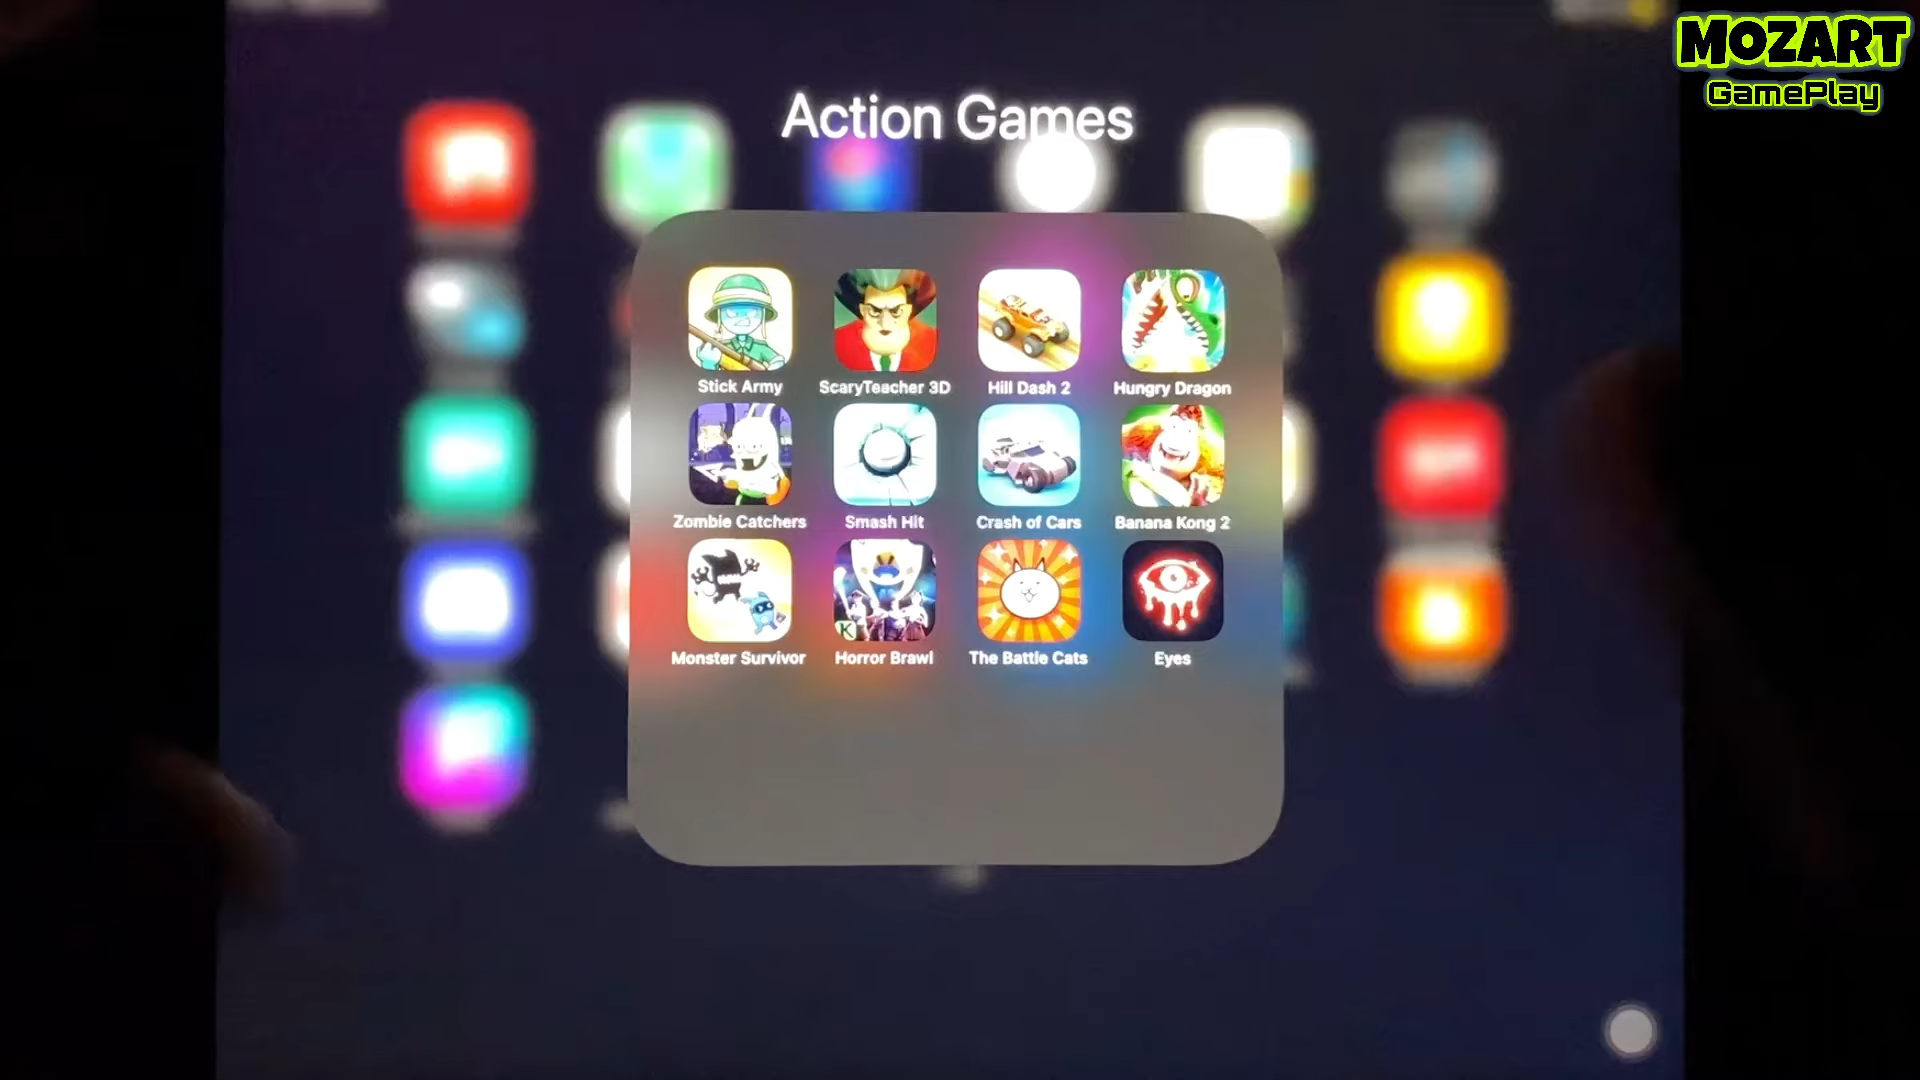 MOZART
GamePlay
Action Games
Stick Army
ScaryTeacher 3D
Hill Dash 2
Hungry Dragon
Zombie Catchers
Smash Hit
Crash of Cars
Banana Kong 2
Monster Survivor
Horror Brawl
The Battle Cats
Eyes
K